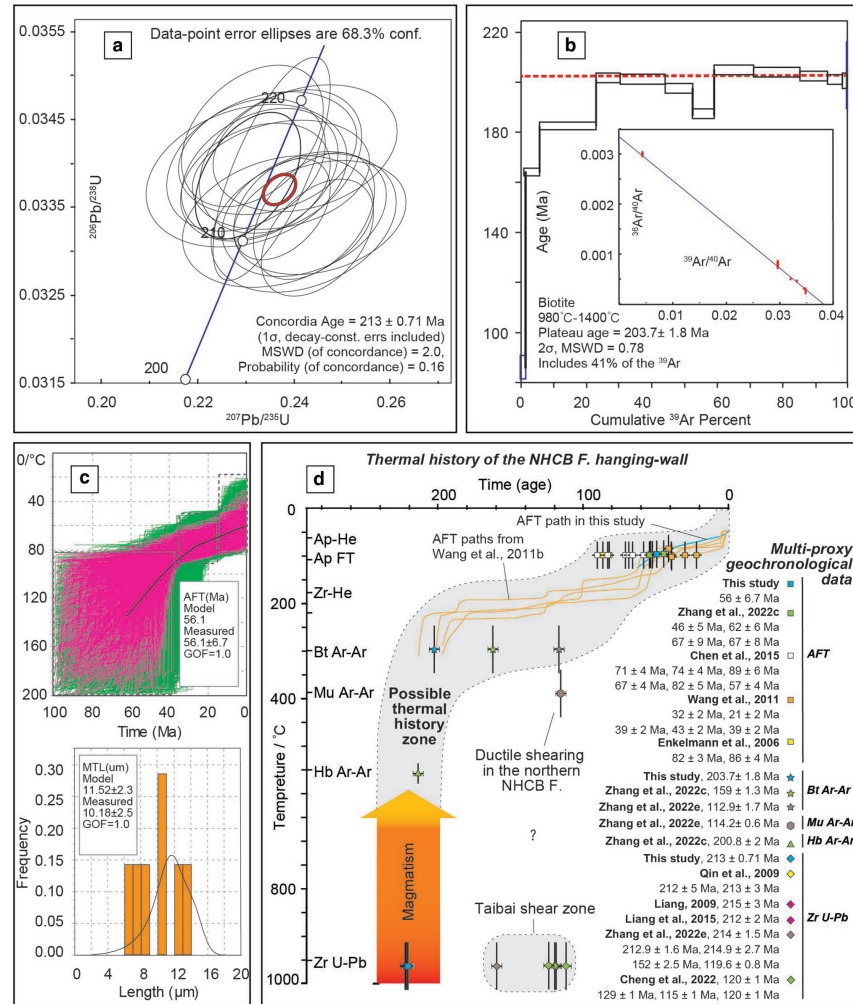 a
Data-point error ellipses are 68.3% conf.
0.0355
0.0345
0.0335
0.0325
0.0315
206Pb/238U
220
210
200
Concordia Age = 213 ± 0.71 Ma
(1σ, decay-const. errs included)
MSWD (of concordance) = 2.0,
Probability (of concordance) = 0.16
0.20
0.22
0.24
0.26
207Pb/235U
b
220
200
180
160
140
120
100
80
Age (Ma)
0.003
0.002
0.001
36Ar/40Ar
39Ar/40Ar
0.01
0.02
0.03
0.04
Biotite
980°C-1400°C
Plateau age = 203.7± 1.8 Ma
2σ, MSWD = 0.78
Includes 41% of the 39Ar
0
20
40
60
80
100
Cumulative 39Ar Percent
c
0/°C
40
80
120
160
200
AFT(Ma)
Model
56.1
Measured
56.1±6.7
GOF=1.0
100
80
60
40
20
0
Time (Ma)
0.30
0.25
0.20
0.15
0.10
0.05
0.00
Frequency
MTL(um)
Model
11.52±2.3
Measured
10.18±2.5
GOF=1.0
0
4
8
12
16
20
Length (µm)
d
Thermal history of the NHCB F. hanging-wall
Time (age)
200
100
0
0
200
400
800
1000
Tempreture / °C
Ap-He
Ap FT
Zr-He
Bt Ar-Ar
Mu Ar-Ar
Hb Ar-Ar
Zr U-Pb
AFT path in this study
AFT paths from
Wang et al., 2011b
Possible
thermal
history
zone
Ductile shearing
in the northern
NHCB F.
?
Magmatism
Taibai shear zone
Multi-proxy
geochronological
data
This study
56 ± 6.7 Ma
Zhang et al., 2022c
46 ± 5 Ma, 62 ± 6 Ma
67 ± 9 Ma, 67 ± 8 Ma
Chen et al., 2015
71 ± 4 Ma, 74 ± 4 Ma, 89 ± 6 Ma
67 ± 4 Ma, 82 ± 5 Ma, 57 ± 4 Ma
Wang et al., 2011
32 ± 2 Ma, 21 ± 2 Ma
39 ± 2 Ma, 43 ± 2 Ma, 39 ± 2 Ma
Enkelmann et al., 2006
82 ± 3 Ma, 86 ± 4 Ma
AFT
This study, 203.7± 1.8 Ma
Zhang et al., 2022c, 159 ± 1.3 Ma
Zhang et al., 2022e, 112.9± 1.7 Ma
Bt Ar-Ar
Zhang et al., 2022e, 114.2± 0.6 Ma
Mu Ar-Ar
Zhang et al., 2022c, 200.8 ± 2 Ma
Hb Ar-Ar
This study, 213 ± 0.71 Ma
Qin et al., 2009
212 ± 5 Ma, 213 ± 3 Ma
Liang, 2009, 215 ± 3 Ma
Liang et al., 2015, 212 ± 2 Ma
Zhang et al., 2022e, 214 ± 1.5 Ma
212.9 ± 1.6 Ma, 214.9 ± 2.7 Ma
152 ± 2.5 Ma, 119.6 ± 0.8 Ma
Cheng et al., 2022, 120 ± 1 Ma
129 ± 1 Ma, 115 ± 1 Ma, 120 ± 1 Ma
Zr U-Pb